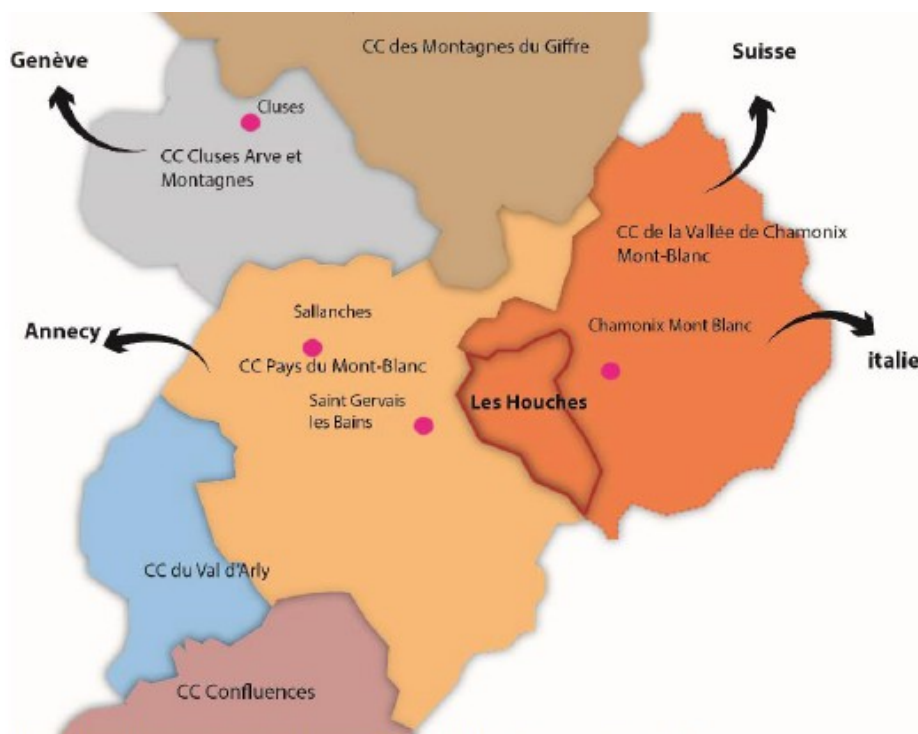 CC des Montagnes du Giffre
Genève
Suisse
Cluses
CC Cluses Arve et
Montagnes
CC de la Vallée de Chamonix
Mont-Blanc
Sallanches
Annecy
Chamonix Mont Blanc
italie
CC Pays du Mont-Blanc
Saint Gervais
les Bains
Les Houches
CC du Val d'Arly
CC Confluences